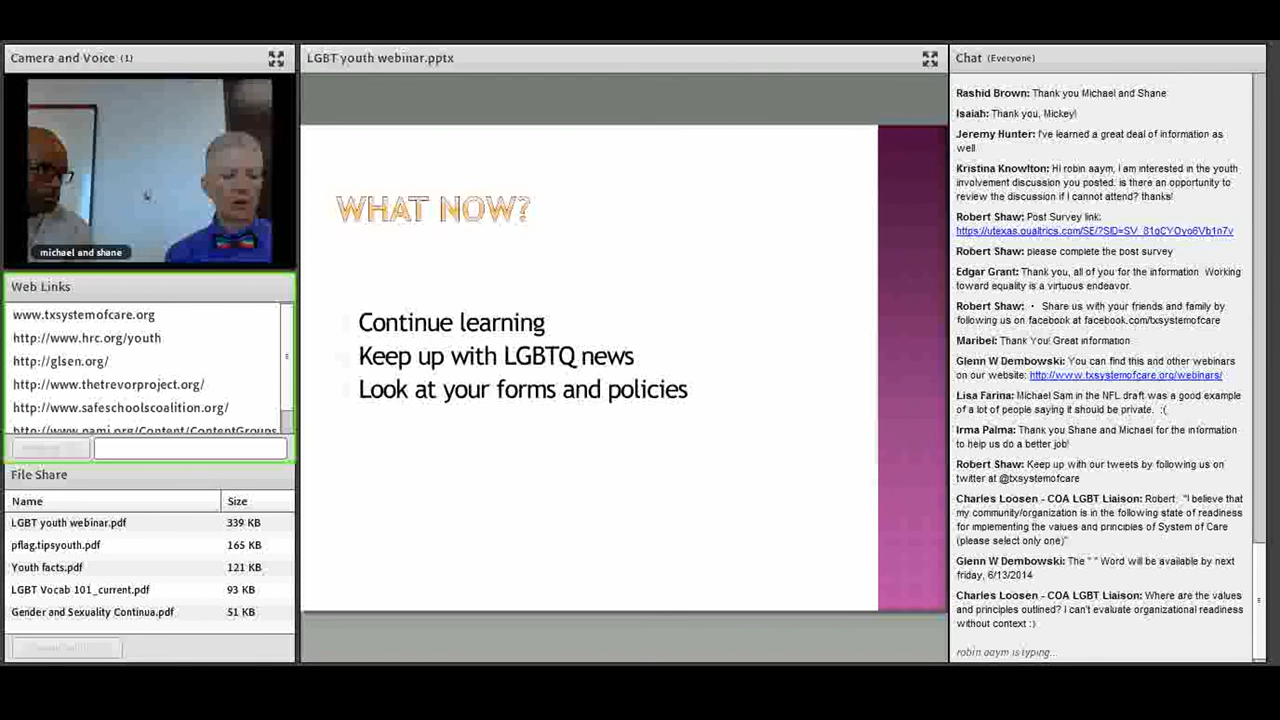 Camera and Voice (1)
michael and shane
Web Links
www.txsystemofcare.org
http://www.hrc.org/youth
http://glsen.org/
http://www.thetrevorproject.org/
http://www.safeschoolscoalition.org/
http://www.nami.org/Content/ContentGroups
File Share
Name Size
LGBT youth webinar.pdf 339 KB
pflag.tipsyouth.pdf 165 KB
Youth facts.pdf 121 KB
LGBT Vocab 101_current.pdf 93 KB
Gender and Sexuality Continua.pdf 51 KB
LGBT youth webinar.pptx
WHAT NOW?
Continue learning
Keep up with LGBTQ news
Look at your forms and policies
Chat (Everyone)
Rashid Brown: Thank you Michael and Shane
Isaiah: Thank you, Mickey!
Jeremy Hunter: I've learned a great deal of information as
well
Kristina Knowlton: Hi robin aaym, I am interested in the youth
involvement discussion you posted. is there an opportunity to
review the discussion if I cannot attend? thanks!
Robert Shaw: Post Survey link:
Robert Shaw: please complete the post survey
Edgar Grant: Thank you, all of you for the information Working
toward equality is a virtuous endeavor.
Robert Shaw: • Share us with your friends and family by
following us on facebook at facebook.com/txsystemofcare
Maribel: Thank You! Great information
Glenn W Dembowski: You can find this and other webinars
on our website: http://www.txsystemofcare.org/webinars/
Lisa Farina: Michael Sam in the NFL draft was a good example
of a lot of people saying it should be private. :(
Irma Palma: Thank you Shane and Michael for the information
to help us do a better job!
Robert Shaw: Keep up with our tweets by following us on
twitter at @txsystemofcare
Charles Loosen - COA LGBT Liaison: Robert "I believe that
my community/organization is in the following state of readiness
for implementing the values and principles of System of Care
(please select only one)"
Glenn W Dembowski: The " " Word will be available by next
friday, 6/13/2014
Charles Loosen - COA LGBT Liaison: Where are the values
and principles outlined? I can't evaluate organizational readiness
without context :)
robin aaym is typing...